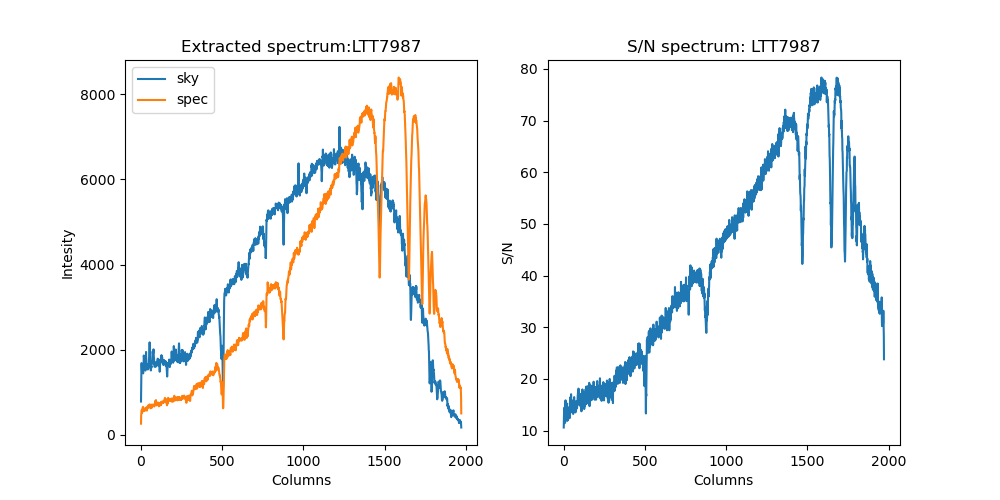 Extracted spectrum:LTT7987
sky
spec
8000
6000
4000
2000
0
Intesity
0 500 1000 1500 2000
Columns
S/N spectrum: LTT7987
80
70
60
50
40
30
20
10
S/N
0 500 1000 1500 2000
Columns